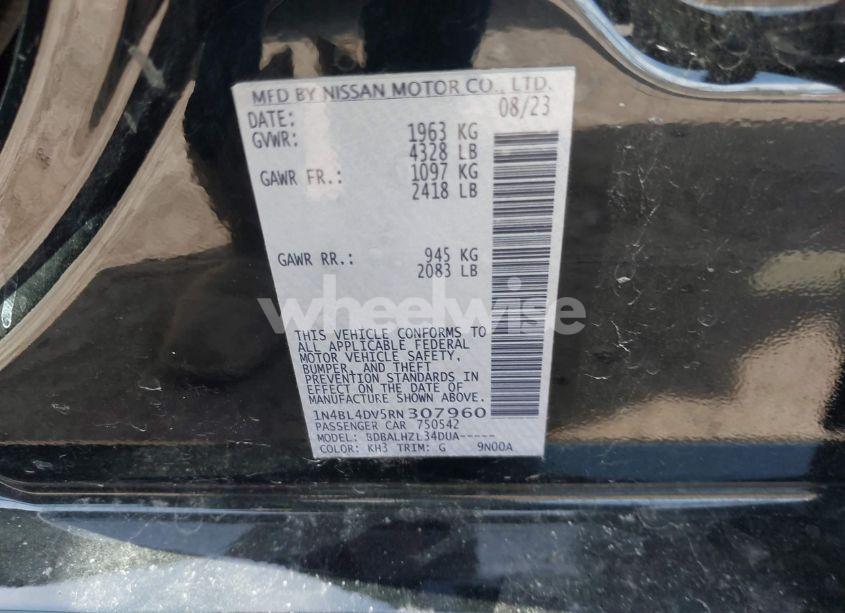 MFD BY NISSAN MOTOR CO., LTD.
DATE: 08/23
GVWR: 1963 KG
4328 LB
GAWR FR.: 1097 KG
2418 LB
GAWR RR.: 945 KG
2083 LB
wheelwise
THIS VEHICLE CONFORMS TO
ALL APPLICABLE FEDERAL
MOTOR VEHICLE SAFETY,
BUMPER, AND THEFT
PREVENTION STANDARDS IN
EFFECT ON THE DATE OF
MANUFACTURE SHOWN ABOVE.
1N4BL4DV5RN307960
PASSENGER CAR 750542
MODEL: BDBALHZL34DUA-----
COLOR: KH3 TRIM: G 9N00A